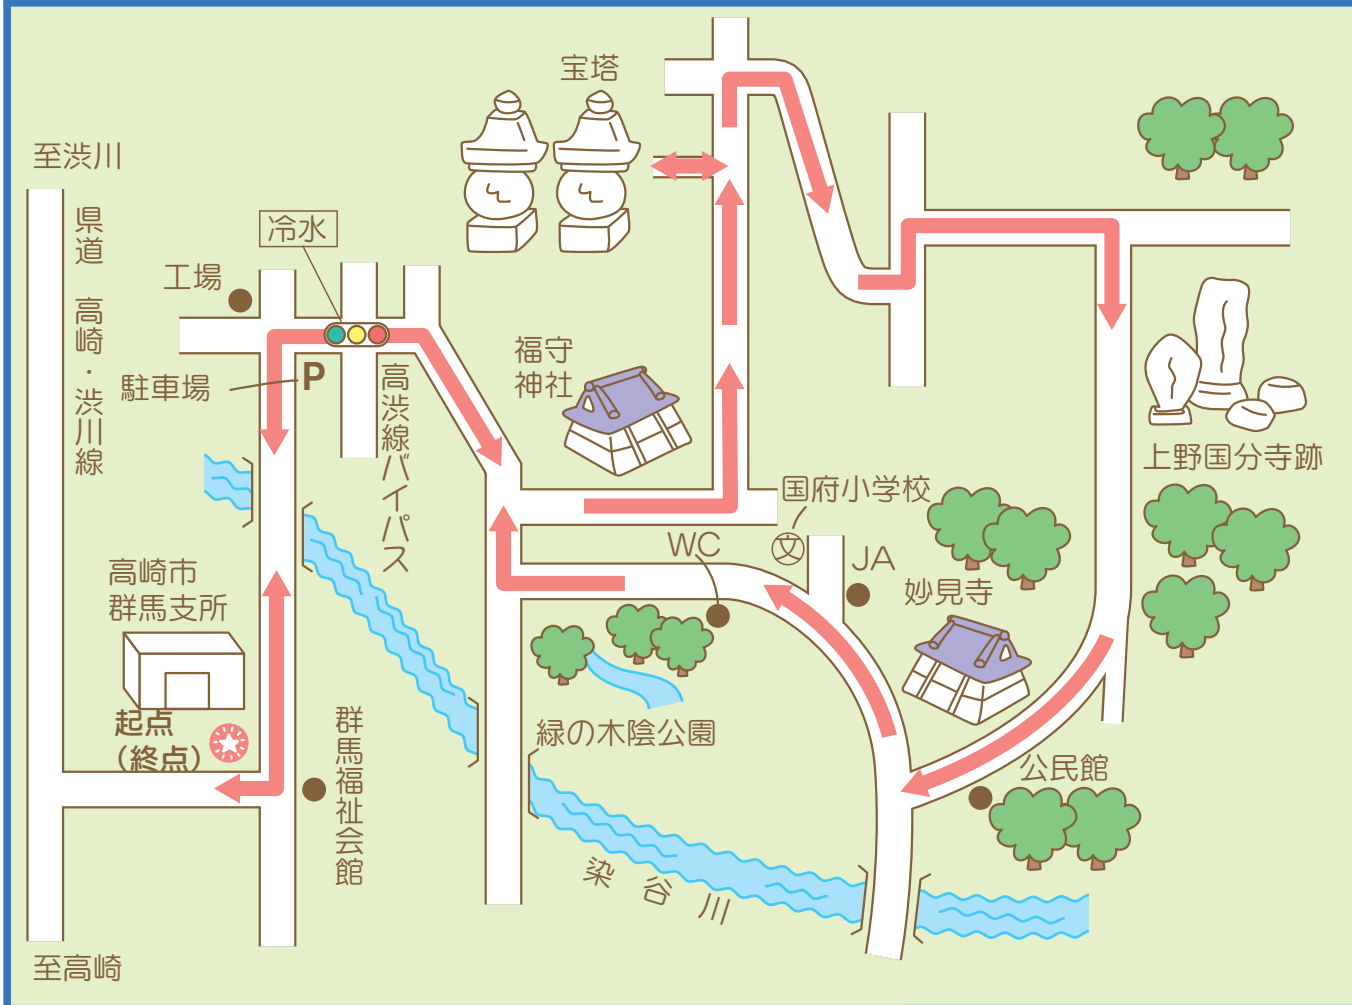 宝塔
至渋川
県道 高崎・渋川線
冷水
工場
駐車場
P
高渋線バイパス
福守
神社
上野国分寺跡
国府小学校
文
WC
JA
妙見寺
高崎市
群馬支所
起点
(終点)
群馬福祉会館
緑の木陰公園
公民館
染谷川
至高崎